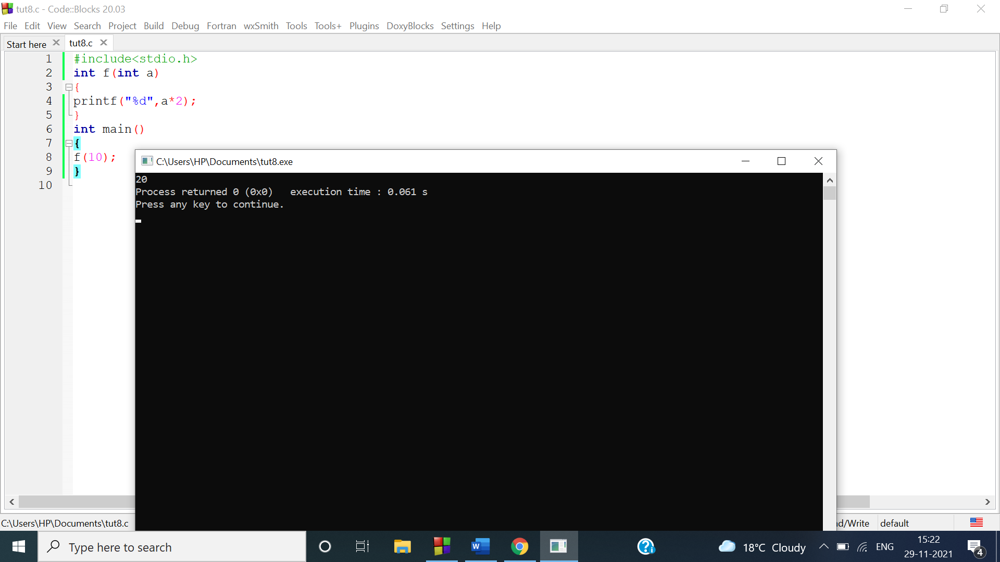 tut8.c - Code::Blocks 20.03
File Edit View Search Project Build Debug Fortran wxSmith Tools Tools+ Plugins DoxyBlocks Settings Help
Start here tut8.c
1 #include<stdio.h>
2 int f(int a)
3 {
4 printf("%d",a*2);
5 }
6 int main()
7 {
8 f(10);
9 }
10
C:\Users\HP\Documents\tut8.exe
20
Process returned 0 (0x0)   execution time : 0.061 s
Press any key to continue.
C:\Users\HP\Documents\tut8.c d/Write default
Type here to search
18°C Cloudy ENG
15:22
29-11-2021
4